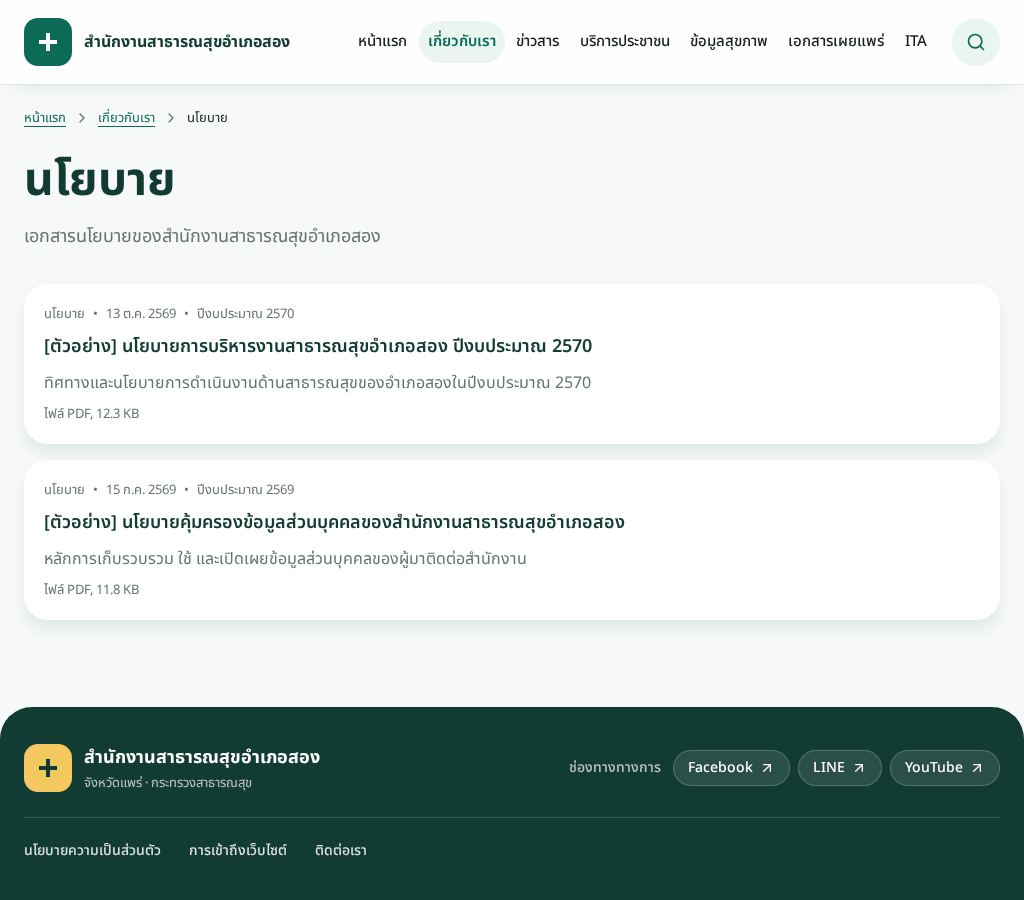 สำนักงานสาธารณสุขอำเภอสอง
หน้าแรก เกี่ยวกับเรา ข่าวสาร บริการประชาชน ข้อมูลสุขภาพ เอกสารเผยแพร่ ITA
หน้าแรก > เกี่ยวกับเรา > นโยบาย
นโยบาย
เอกสารนโยบายของสำนักงานสาธารณสุขอำเภอสอง
นโยบาย • 13 ต.ค. 2569 • ปีงบประมาณ 2570
[ตัวอย่าง] นโยบายการบริหารงานสาธารณสุขอำเภอสอง ปีงบประมาณ 2570
ทิศทางและนโยบายการดำเนินงานด้านสาธารณสุขของอำเภอสองในปีงบประมาณ 2570
ไฟล์ PDF, 12.3 KB
นโยบาย • 15 ก.ค. 2569 • ปีงบประมาณ 2569
[ตัวอย่าง] นโยบายคุ้มครองข้อมูลส่วนบุคคลของสำนักงานสาธารณสุขอำเภอสอง
หลักการเก็บรวบรวม ใช้ และเปิดเผยข้อมูลส่วนบุคคลของผู้มาติดต่อสำนักงาน
ไฟล์ PDF, 11.8 KB
สำนักงานสาธารณสุขอำเภอสอง
จังหวัดแพร่ · กระทรวงสาธารณสุข
ช่องทางทางการ Facebook LINE YouTube
นโยบายความเป็นส่วนตัว การเข้าถึงเว็บไซต์ ติดต่อเรา